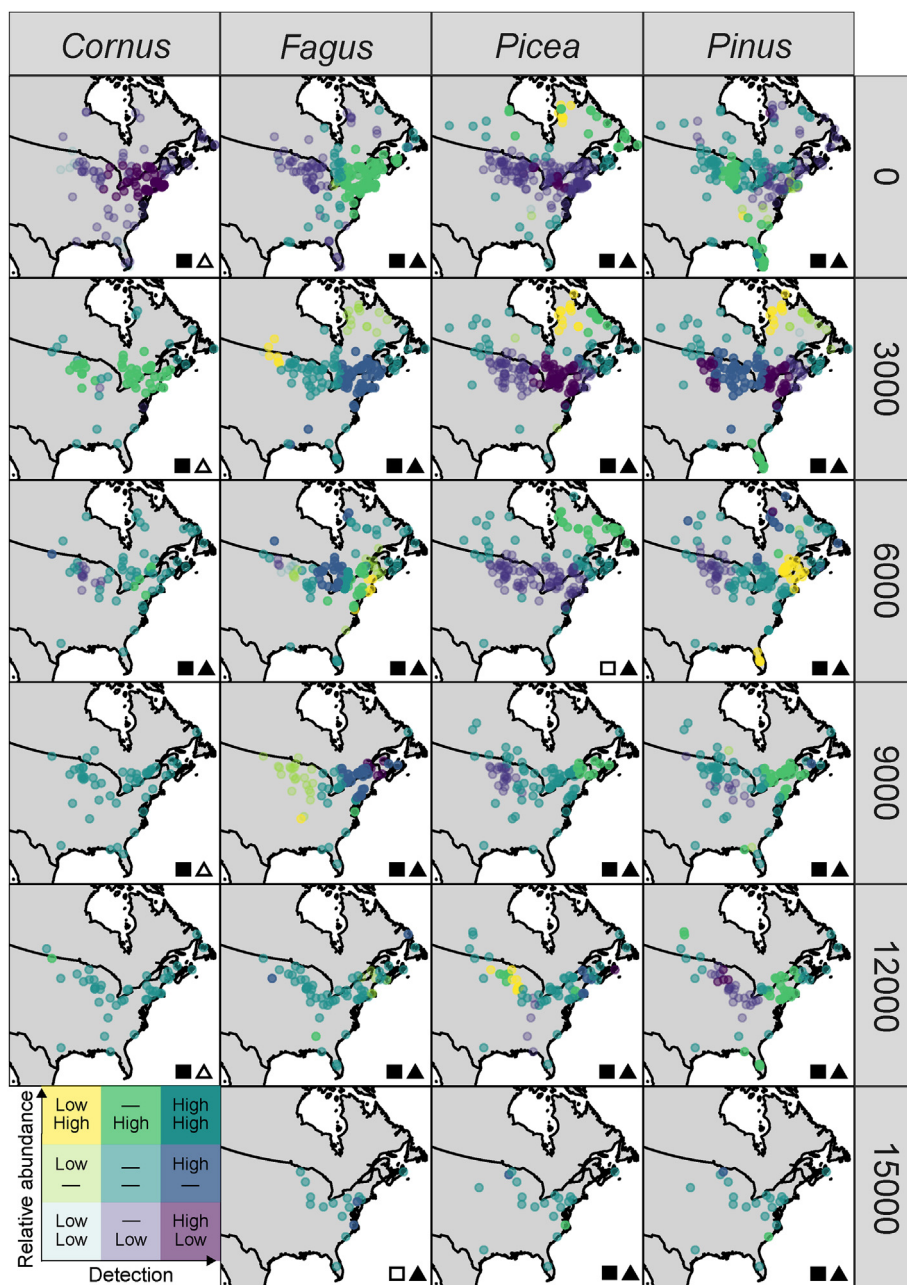 Cornus Fagus Picea Pinus
0
3000
6000
9000
12000
15000
Relative abundance
Low — High
High High High
Low — High
— — —
Low — High
Low Low Low
Detection